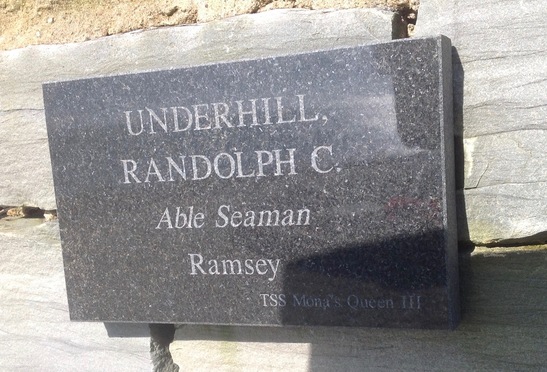 UNDERHILL,
RANDOLPH C.
Able Seaman
Ramsey
TSS Mona's Queen III